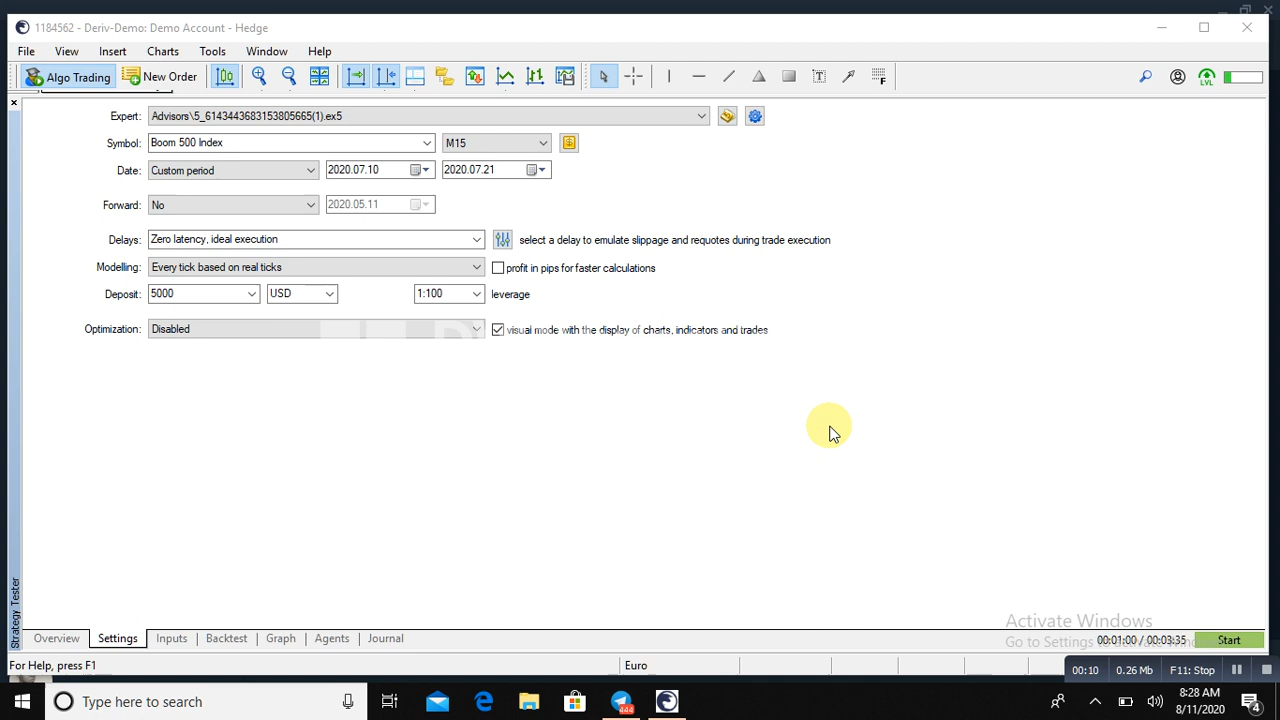 1184562 - Deriv-Demo: Demo Account - Hedge
File View Insert Charts Tools Window Help
Algo Trading New Order LVL
Expert: Advisors\5_6143443683153805665(1).ex5
Symbol: Boom 500 Index M15
Date: Custom period 2020.07.10 2020.07.21
Forward: No 2020.05.11
Delays: Zero latency, ideal execution select a delay to emulate slippage and requotes during trade execution
Modelling: Every tick based on real ticks profit in pips for faster calculations
Deposit: 5000 USD 1:100 leverage
Optimization: Disabled visual mode with the display of charts, indicators and trades
Strategy Tester
Activate Windows
Go to Settings to activate
Overview Settings Inputs Backtest Graph Agents Journal 00:01:00 / 00:03:35 Start
For Help, press F1 Euro
00:10 0.26 Mb F11: Stop
Type here to search 444 8:28 AM
8/11/2020 4